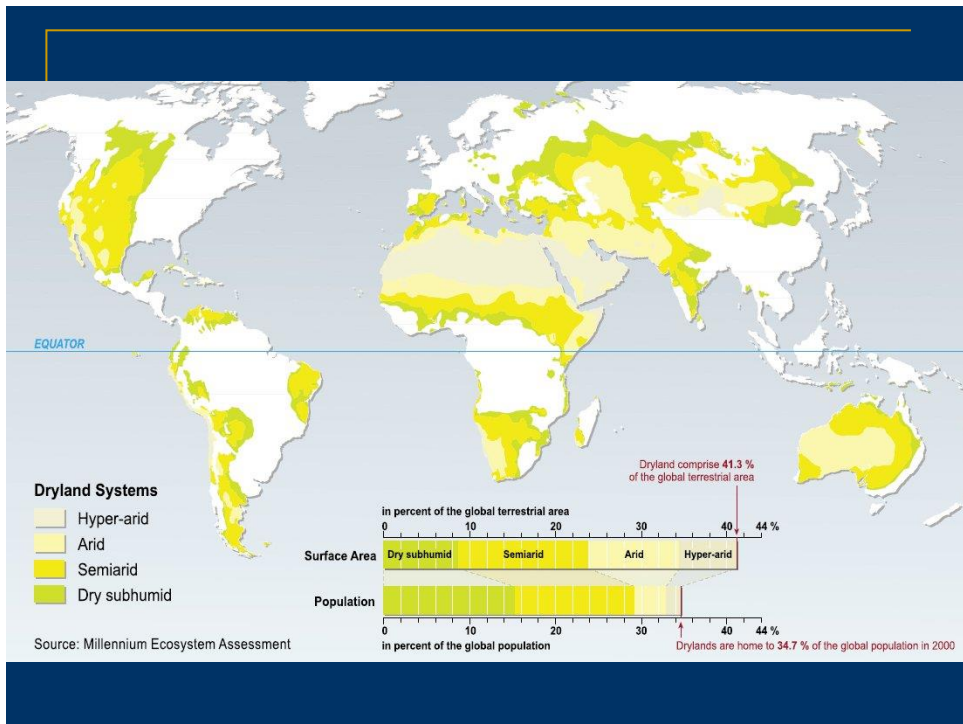 EQUATOR
Dryland Systems
Hyper-arid
Arid
Semiarid
Dry subhumid
Source: Millennium Ecosystem Assessment
Dryland comprise 41.3 %
of the global terrestrial area
in percent of the global terrestrial area
0 10 20 30 40 44 %
Surface Area Dry subhumid Semiarid Arid Hyper-arid
Population
0 10 20 30 40 44 %
in percent of the global population
Drylands are home to 34.7 % of the global population in 2000